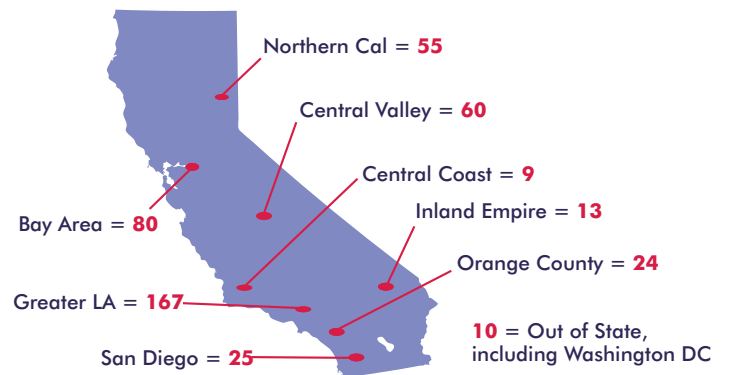 Northern Cal = 55
Central Valley = 60
Central Coast = 9
Inland Empire = 13
Bay Area = 80
Orange County = 24
Greater LA = 167
10 = Out of State,
including Washington DC
San Diego = 25